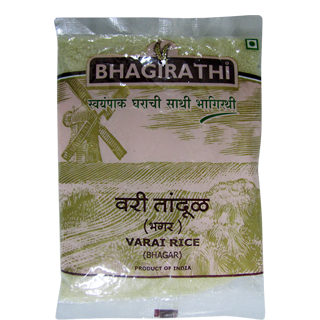 BHAGIRATHI
स्वयंपाक घराची साथी भागिरथी
वरी तांदूळ
(भगर)
VARAI RICE
(BHAGAR)
PRODUCT OF INDIA